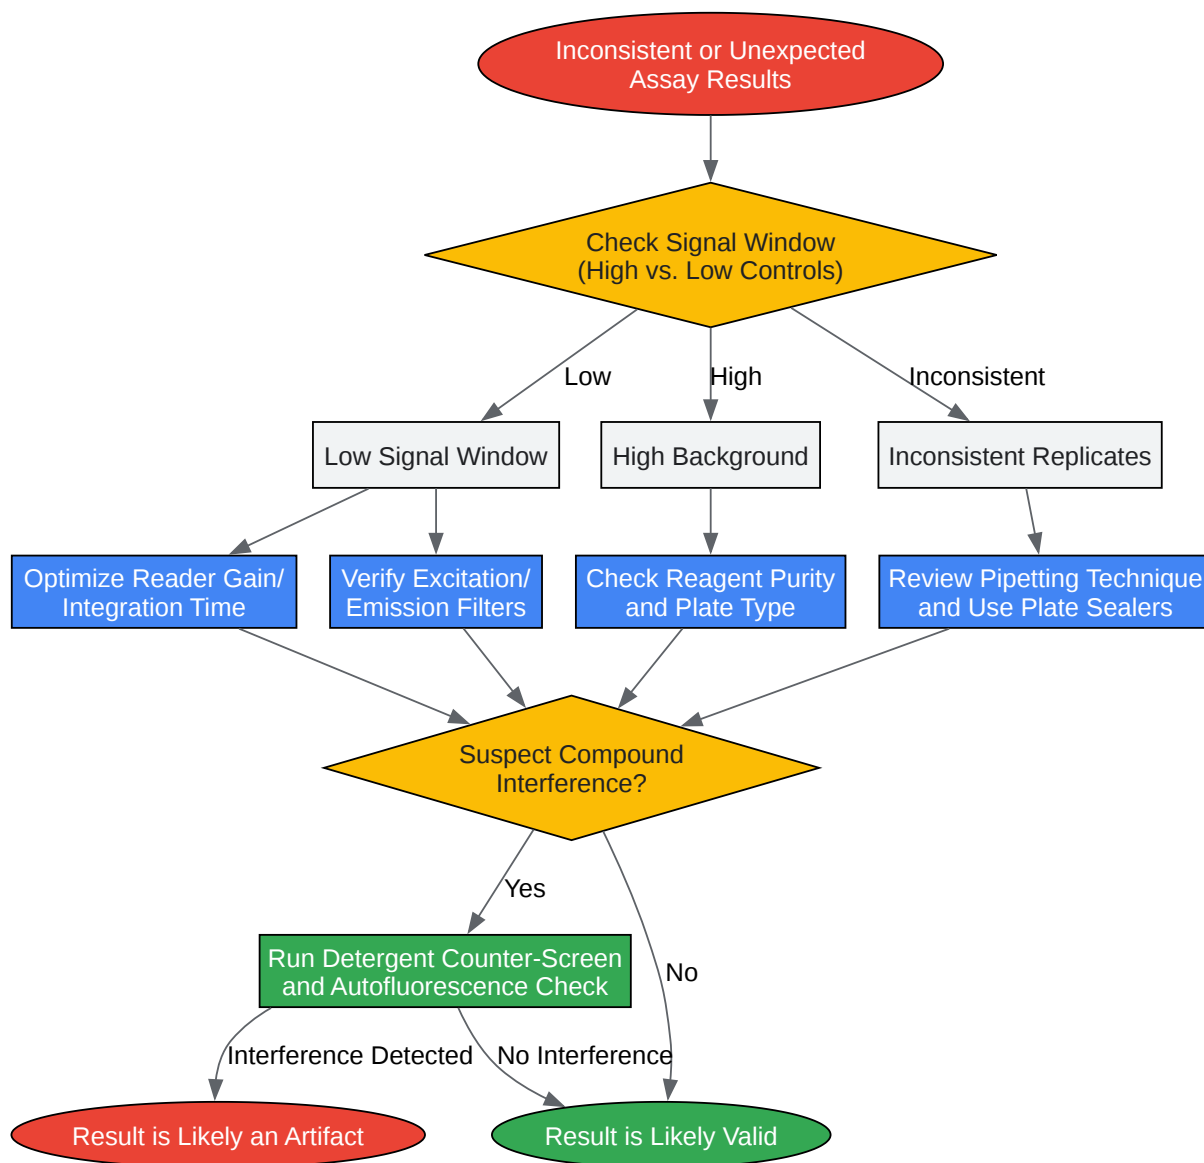 Inconsistent or Unexpected
Assay Results
Check Signal Window
(High vs. Low Controls)
Low
High
Inconsistent
Low Signal Window
High Background
Inconsistent Replicates
Optimize Reader Gain/
Integration Time
Verify Excitation/
Emission Filters
Check Reagent Purity
and Plate Type
Review Pipetting Technique
and Use Plate Sealers
Suspect Compound
Interference?
Yes
No
Run Detergent Counter-Screen
and Autofluorescence Check
Interference Detected
No Interference
Result is Likely an Artifact
Result is Likely Valid